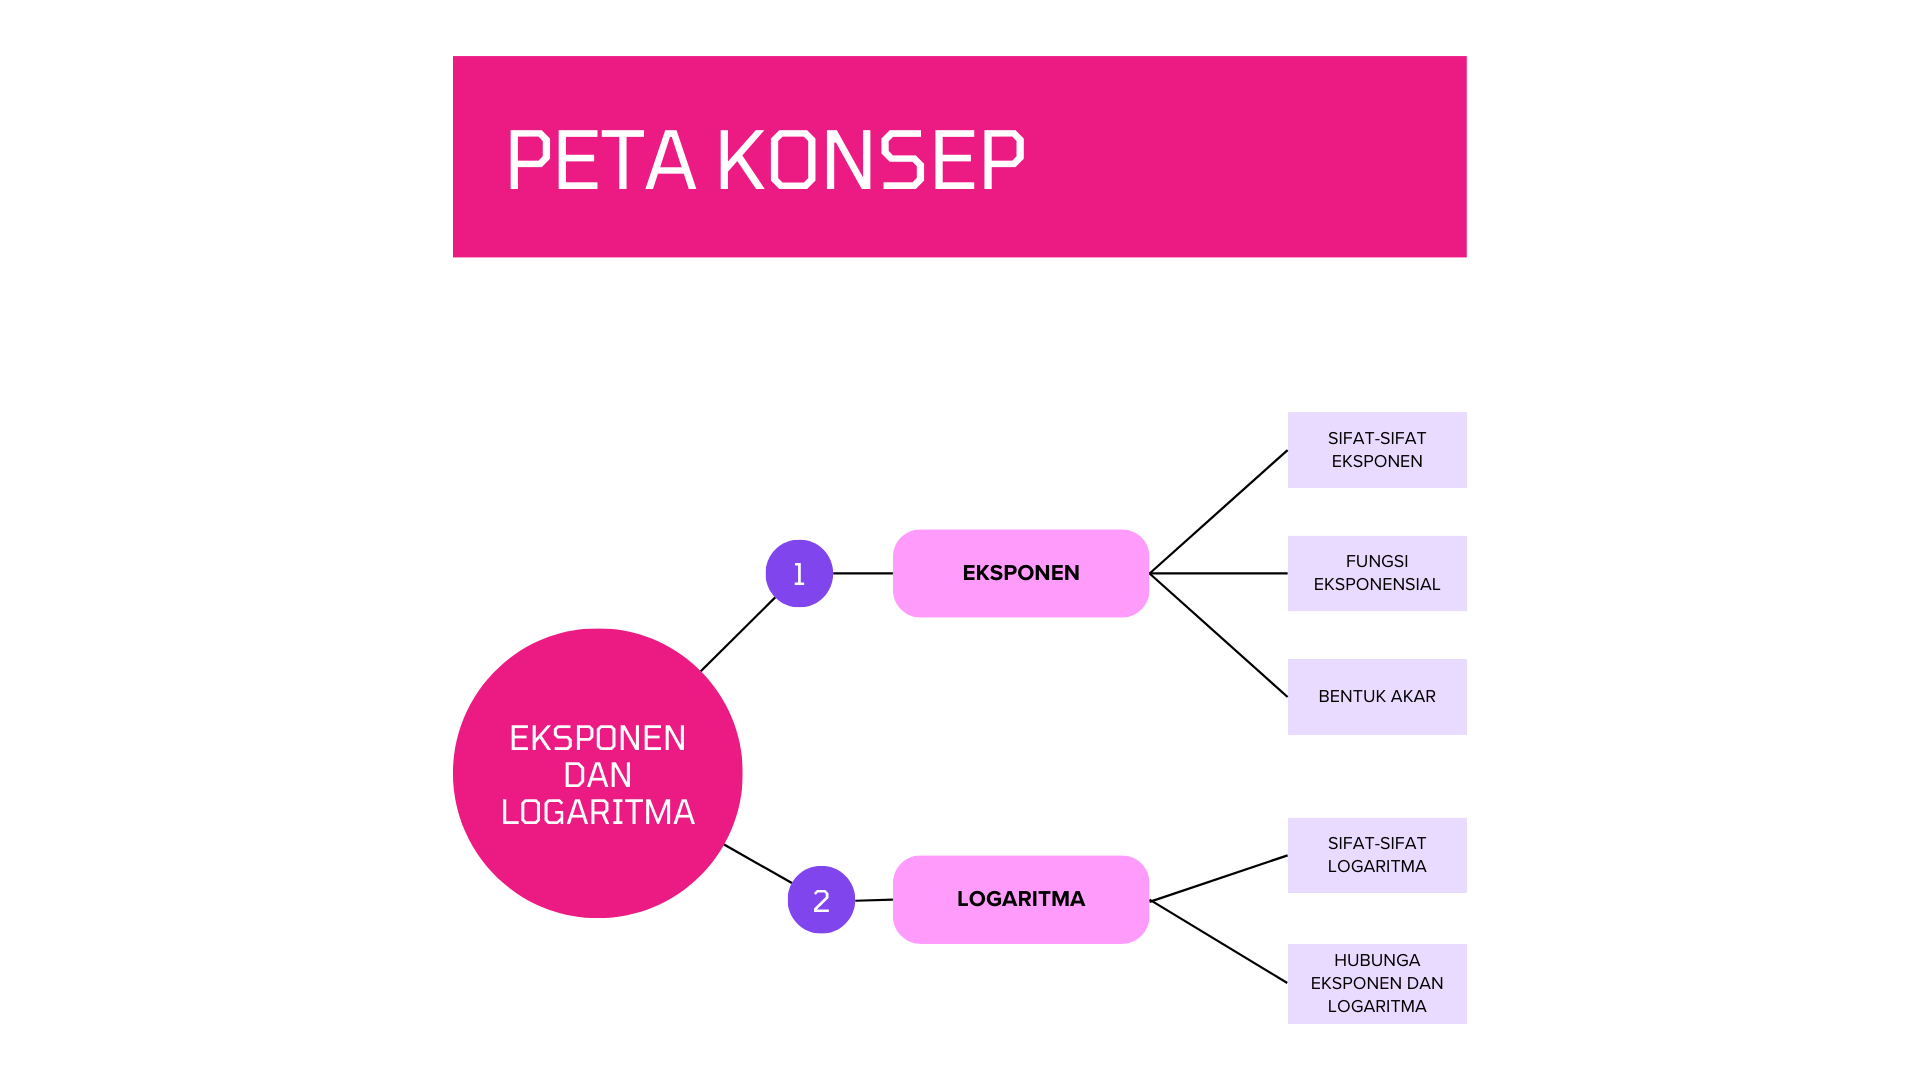 PETA KONSEP
EKSPONEN
DAN
LOGARITMA
1
EKSPONEN
SIFAT-SIFAT
EKSPONEN
FUNGSI
EKSPONENSIAL
BENTUK AKAR
2
LOGARITMA
SIFAT-SIFAT
LOGARITMA
HUBUNGA
EKSPONEN DAN
LOGARITMA